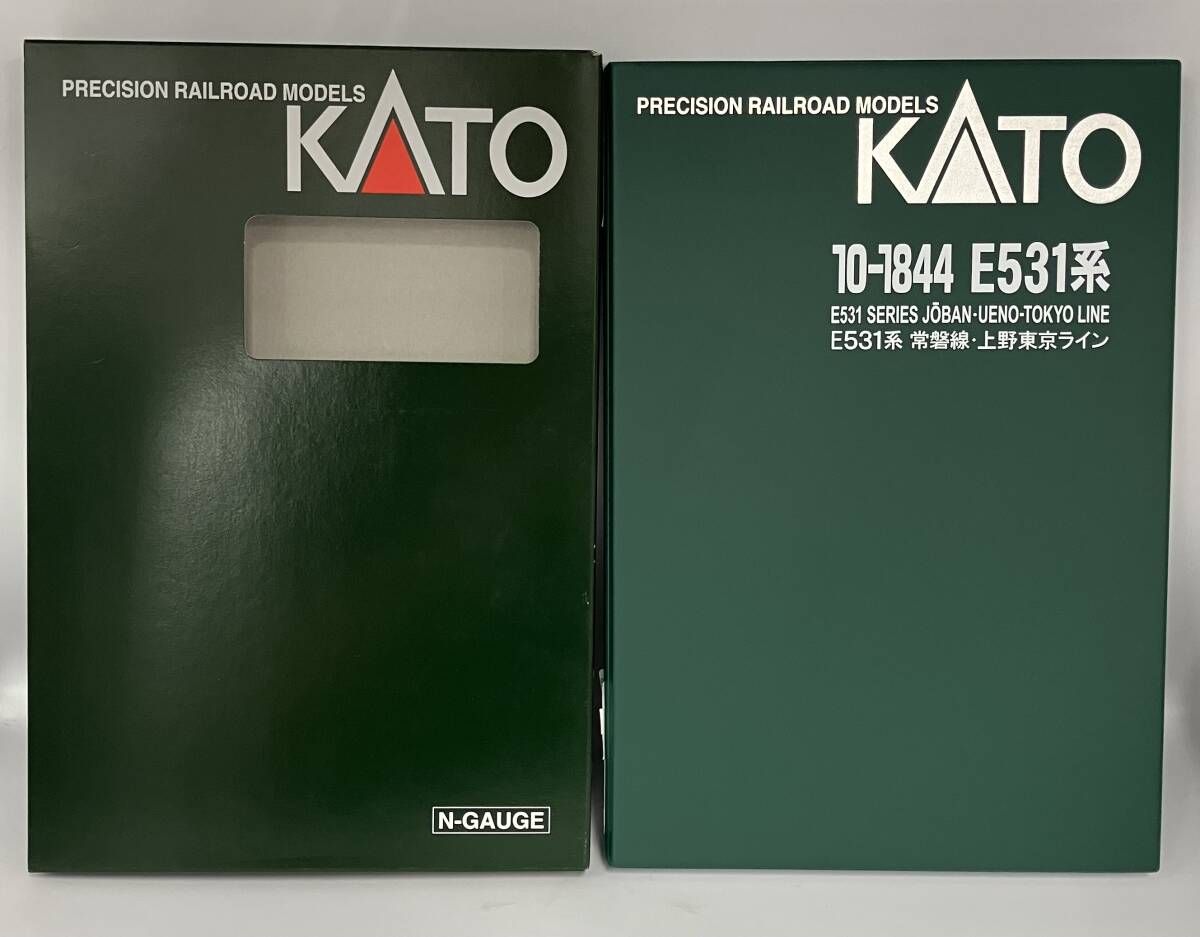 PRECISION RAILROAD MODELS
KATO
N-GAUGE
PRECISION RAILROAD MODELS
KATO
10-1844 E531系
E531 SERIES JŌBAN-UENO-TOKYO LINE
E531系 常磐線・上野東京ライン